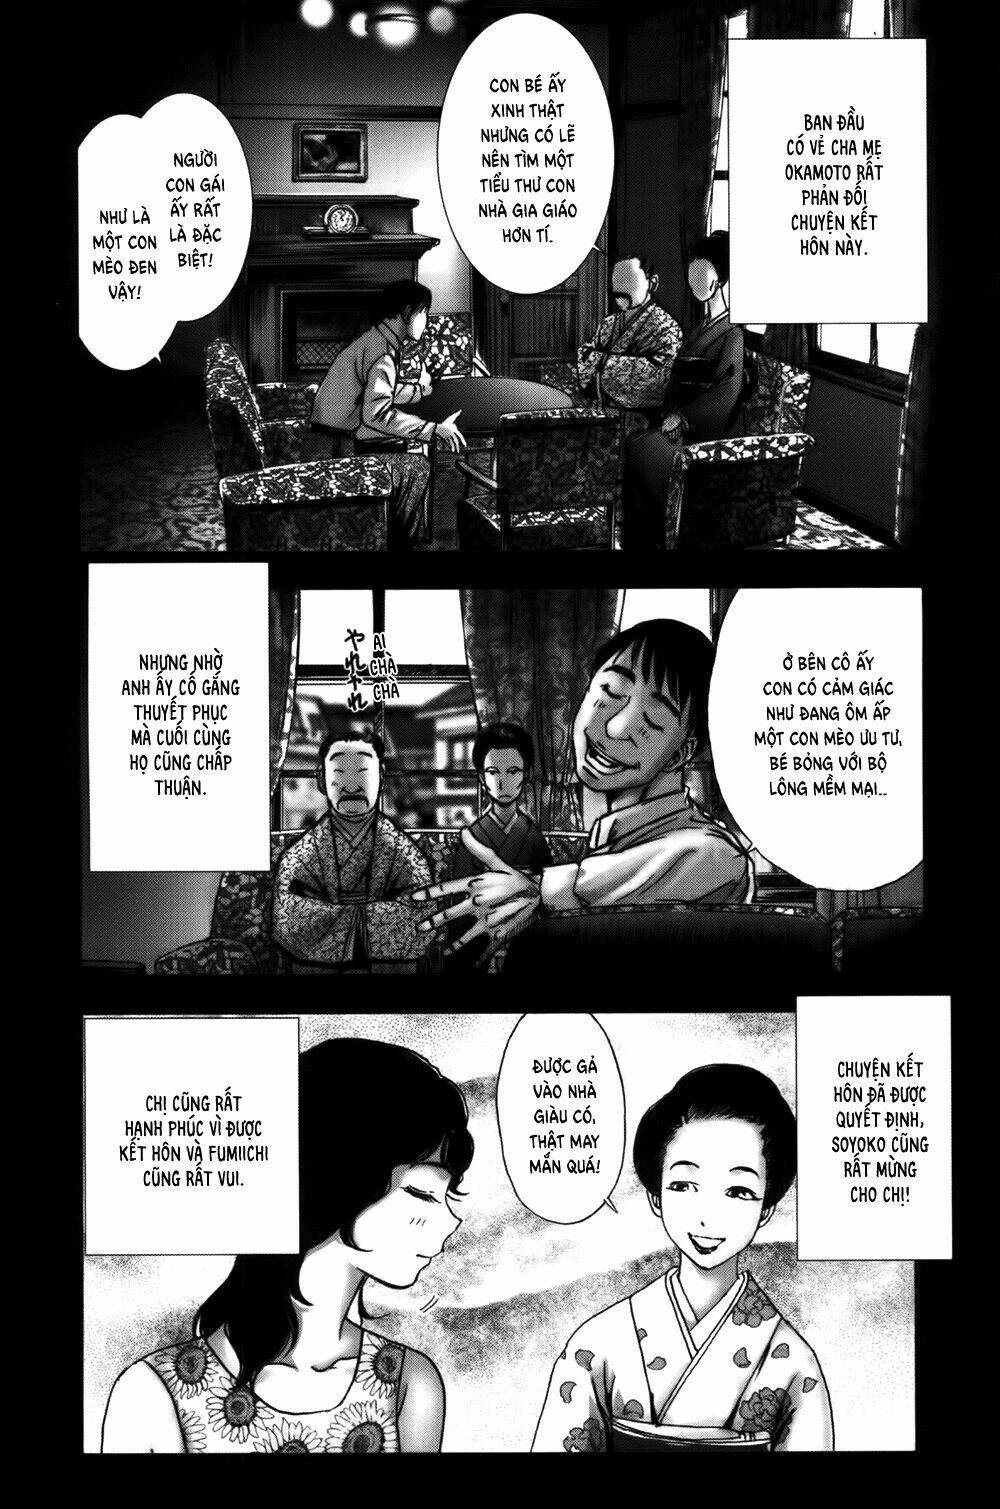 BAN ĐẦU
CÓ VẺ CHA MẸ
OKAMOTO RẤT
PHẢN ĐỐI
CHUYỆN KẾT
HÔN NÀY.
CON BÉ ẤY
XINH THẬT
NHƯNG CÓ LẼ
NÊN TÌM MỘT
TIỂU THƯ CON
NHÀ GIA GIÁO
HƠN TÍ.
NGƯỜI
CON GÁI
ẤY RẤT
LÀ ĐẶC
BIỆT!
NHƯ LÀ
MỘT CON
MÈO ĐEN
VẬY!
Ở BÊN CÔ ẤY
CON CÓ CẢM GIÁC
NHƯ ĐANG ÔM ẤP
MỘT CON MÈO ƯU TƯ,
BÉ BỎNG VỚI BỘ
LÔNG MỀM MẠI..
AI
CHÀ
CHÀ
やれやれ
NHƯNG NHỜ
ANH ẤY CỐ GẮNG
THUYẾT PHỤC
MÀ CUỐI CÙNG
HỌ CŨNG CHẤP
THUẬN.
CHUYỆN KẾT
HÔN ĐÃ ĐƯỢC
QUYẾT ĐỊNH,
SOYOKO CŨNG
RẤT MỪNG
CHO CHỊ!
ĐƯỢC GẢ
VÀO NHÀ
GIÀU CÓ,
THẬT MAY
MẮN QUÁ!
CHỊ CŨNG RẤT
HẠNH PHÚC VÌ ĐƯỢC
KẾT HÔN VÀ FUMIICHI
CŨNG RẤT VUI.